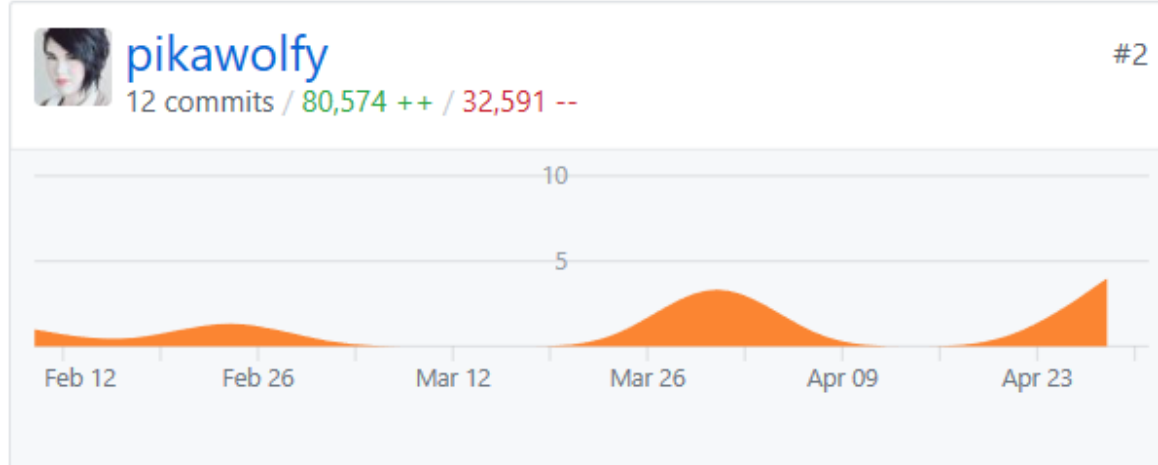 pikawolfy
#2
12 commits / 80,574 ++ / 32,591 --
10
5
Feb 12 Feb 26 Mar 12 Mar 26 Apr 09 Apr 23